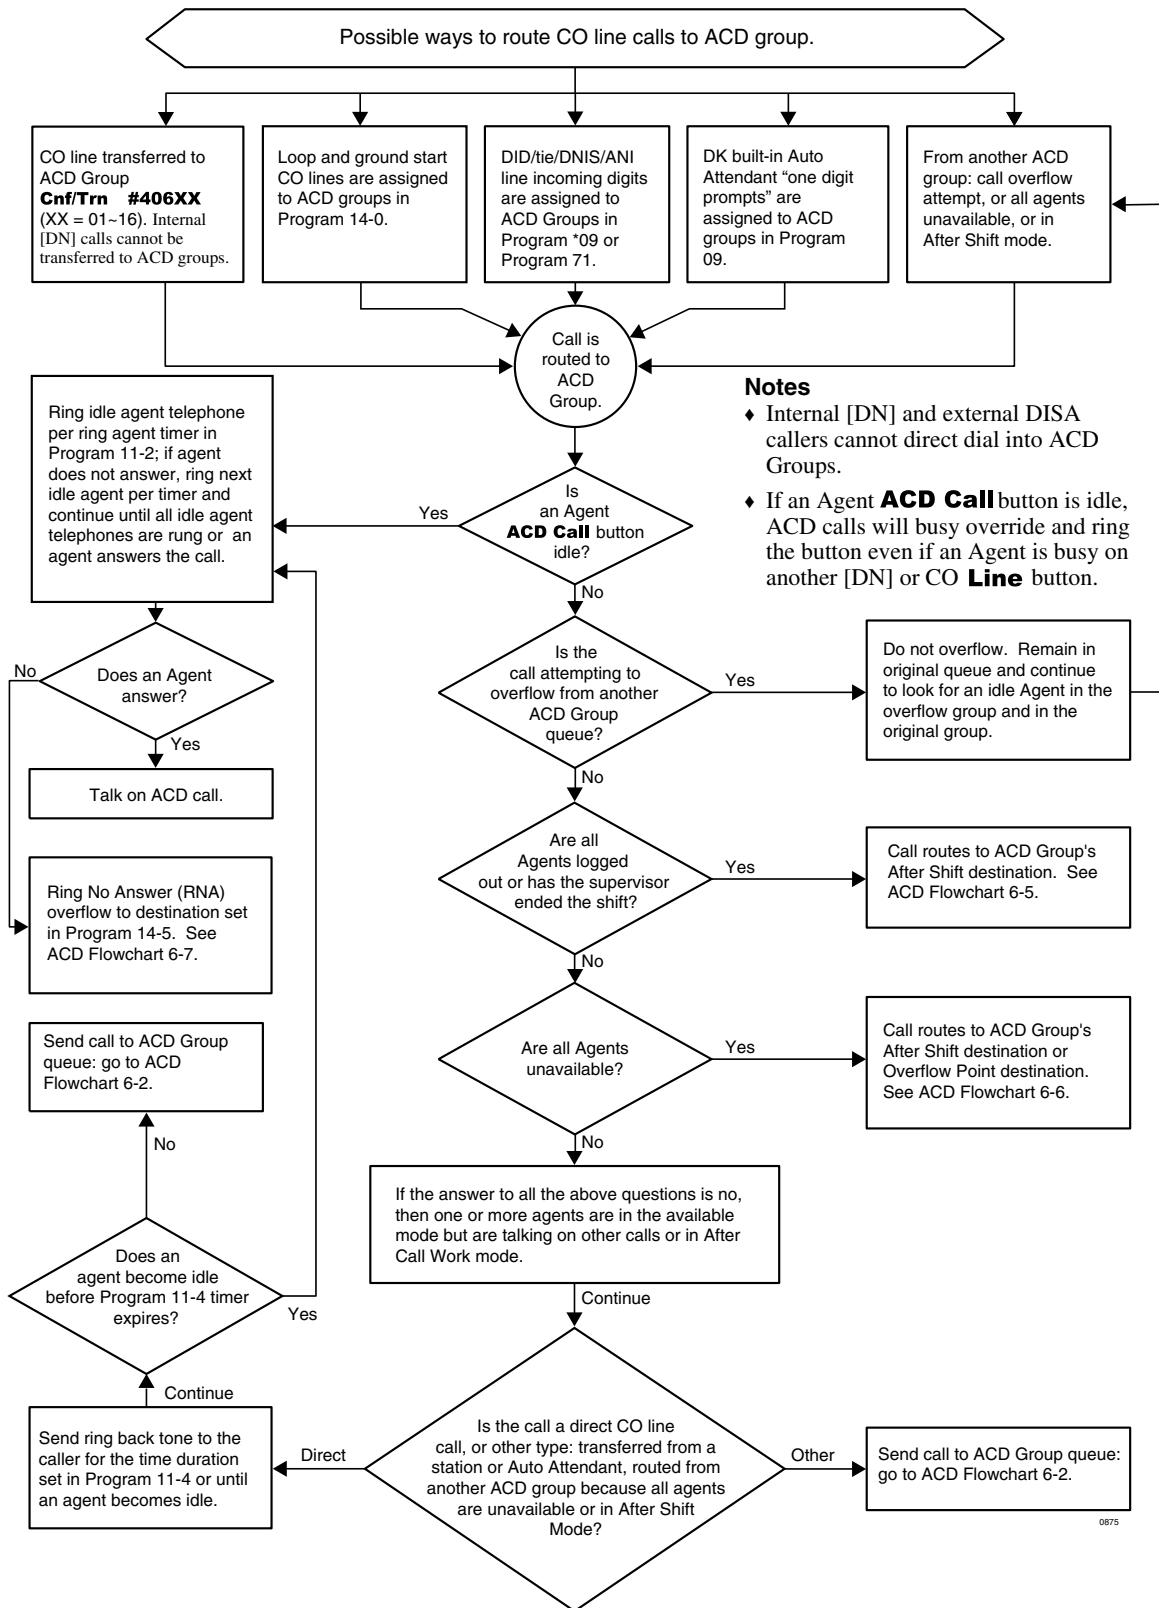 Possible ways to route CO line calls to ACD group.
CO line transferred to
ACD Group
Cnf/Trn #406XX
(XX = 01~16). Internal
[DN] calls cannot be
transferred to ACD groups.
Loop and ground start
CO lines are assigned
to ACD groups in
Program 14-0.
DID/tie/DNIS/ANI
line incoming digits
are assigned to
ACD Groups in
Program *09 or
Program 71.
DK built-in Auto
Attendant “one digit
prompts” are
assigned to ACD
groups in Program
09.
From another ACD
group: call overflow
attempt, or all agents
unavailable, or in
After Shift mode.
Call is
routed to
ACD
Group.
Notes
♦ Internal [DN] and external DISA
callers cannot direct dial into ACD
Groups.
♦ If an Agent ACD Call button is idle,
ACD calls will busy override and ring
the button even if an Agent is busy on
another [DN] or CO Line button.
Ring idle agent telephone
per ring agent timer in
Program 11-2; if agent
does not answer, ring next
idle agent per timer and
continue until all idle agent
telephones are rung or an
agent answers the call.
Yes
Is
an Agent
ACD Call button
idle?
No
No
Does an Agent
answer?
Yes
Talk on ACD call.
Ring No Answer (RNA)
overflow to destination set
in Program 14-5. See
ACD Flowchart 6-7.
Is the
call attempting to
overflow from another
ACD Group
queue?
Yes
Do not overflow. Remain in
original queue and continue
to look for an idle Agent in the
overflow group and in the
original group.
No
Are all
Agents logged
out or has the supervisor
ended the shift?
Yes
Call routes to ACD Group's
After Shift destination. See
ACD Flowchart 6-5.
No
Are all Agents
unavailable?
Yes
Call routes to ACD Group's
After Shift destination or
Overflow Point destination.
See ACD Flowchart 6-6.
No
Send call to ACD Group
queue: go to ACD
Flowchart 6-2.
No
Does an
agent become idle
before Program 11-4 timer
expires?
Yes
Continue
Send ring back tone to the
caller for the time duration
set in Program 11-4 or until
an agent becomes idle.
If the answer to all the above questions is no,
then one or more agents are in the available
mode but are talking on other calls or in After
Call Work mode.
Continue
Direct
Is the call a direct CO line
call, or other type: transferred from a
station or Auto Attendant, routed from
another ACD group because all agents
are unavailable or in After Shift
Mode?
Other
Send call to ACD Group queue:
go to ACD Flowchart 6-2.
0875